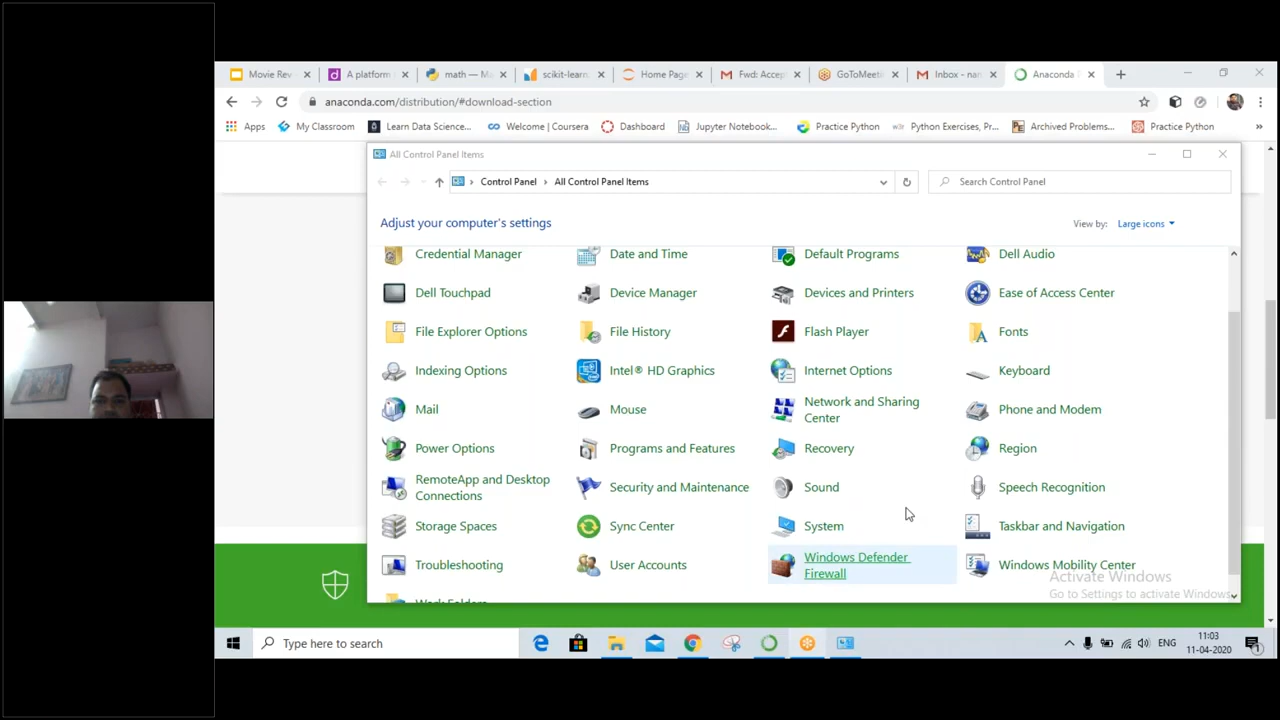 Movie Rev
A platform
math — Ma
scikit-learn.
Home Page
Fwd: Accep
GoToMeeti
Inbox - nar
Anaconda
anaconda.com/distribution/#download-section
Apps
My Classroom
Learn Data Science...
Welcome | Coursera
Dashboard
Jupyter Notebook...
Practice Python
Python Exercises, Pr...
Archived Problems...
Practice Python
»
All Control Panel Items
Control Panel > All Control Panel Items
Search Control Panel
Adjust your computer's settings
View by: Large icons
Credential Manager
Date and Time
Default Programs
Dell Audio
Dell Touchpad
Device Manager
Devices and Printers
Ease of Access Center
File Explorer Options
File History
Flash Player
Fonts
Indexing Options
Intel® HD Graphics
Internet Options
Keyboard
Mail
Mouse
Network and Sharing
Center
Phone and Modem
Power Options
Programs and Features
Recovery
Region
RemoteApp and Desktop
Connections
Security and Maintenance
Sound
Speech Recognition
Storage Spaces
Sync Center
System
Taskbar and Navigation
Troubleshooting
User Accounts
Windows Defender
Firewall
Windows Mobility Center
Activate Windows
Go to Settings to activate Windows.
Work Folders
Type here to search
ENG
11:03
11-04-2020